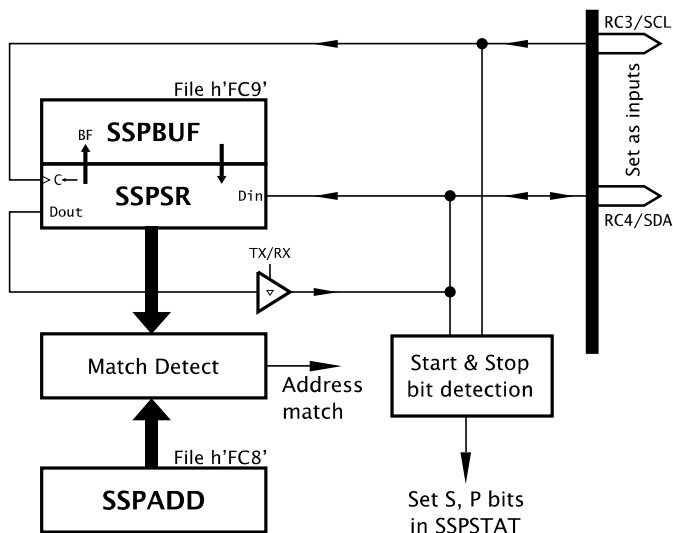 RC3/SCL
Set as inputs
RC4/SDA
File h'FC9'
BF
SSPBUF
C
SSPSR
Din
Dout
TX/RX
Match Detect
Address
match
Start & Stop
bit detection
File h'FC8'
SSPADD
Set S, P bits
in SSPSTAT